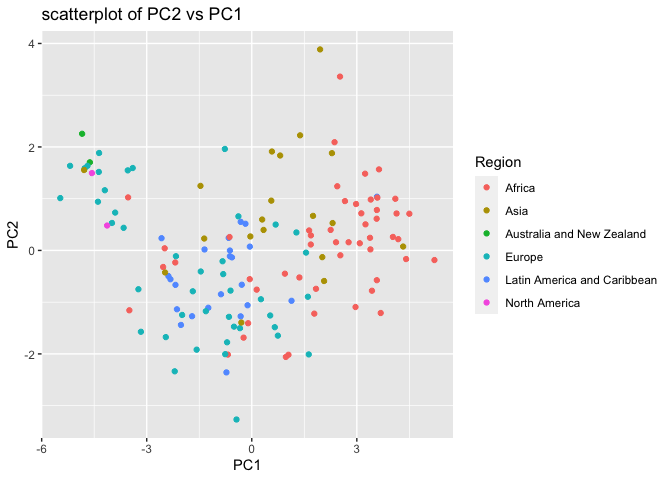 scatterplot of PC2 vs PC1
4
2
0
-2
PC2
-6
-3
0
3
PC1
Region
Africa
Asia
Australia and New Zealand
Europe
Latin America and Caribbean
North America